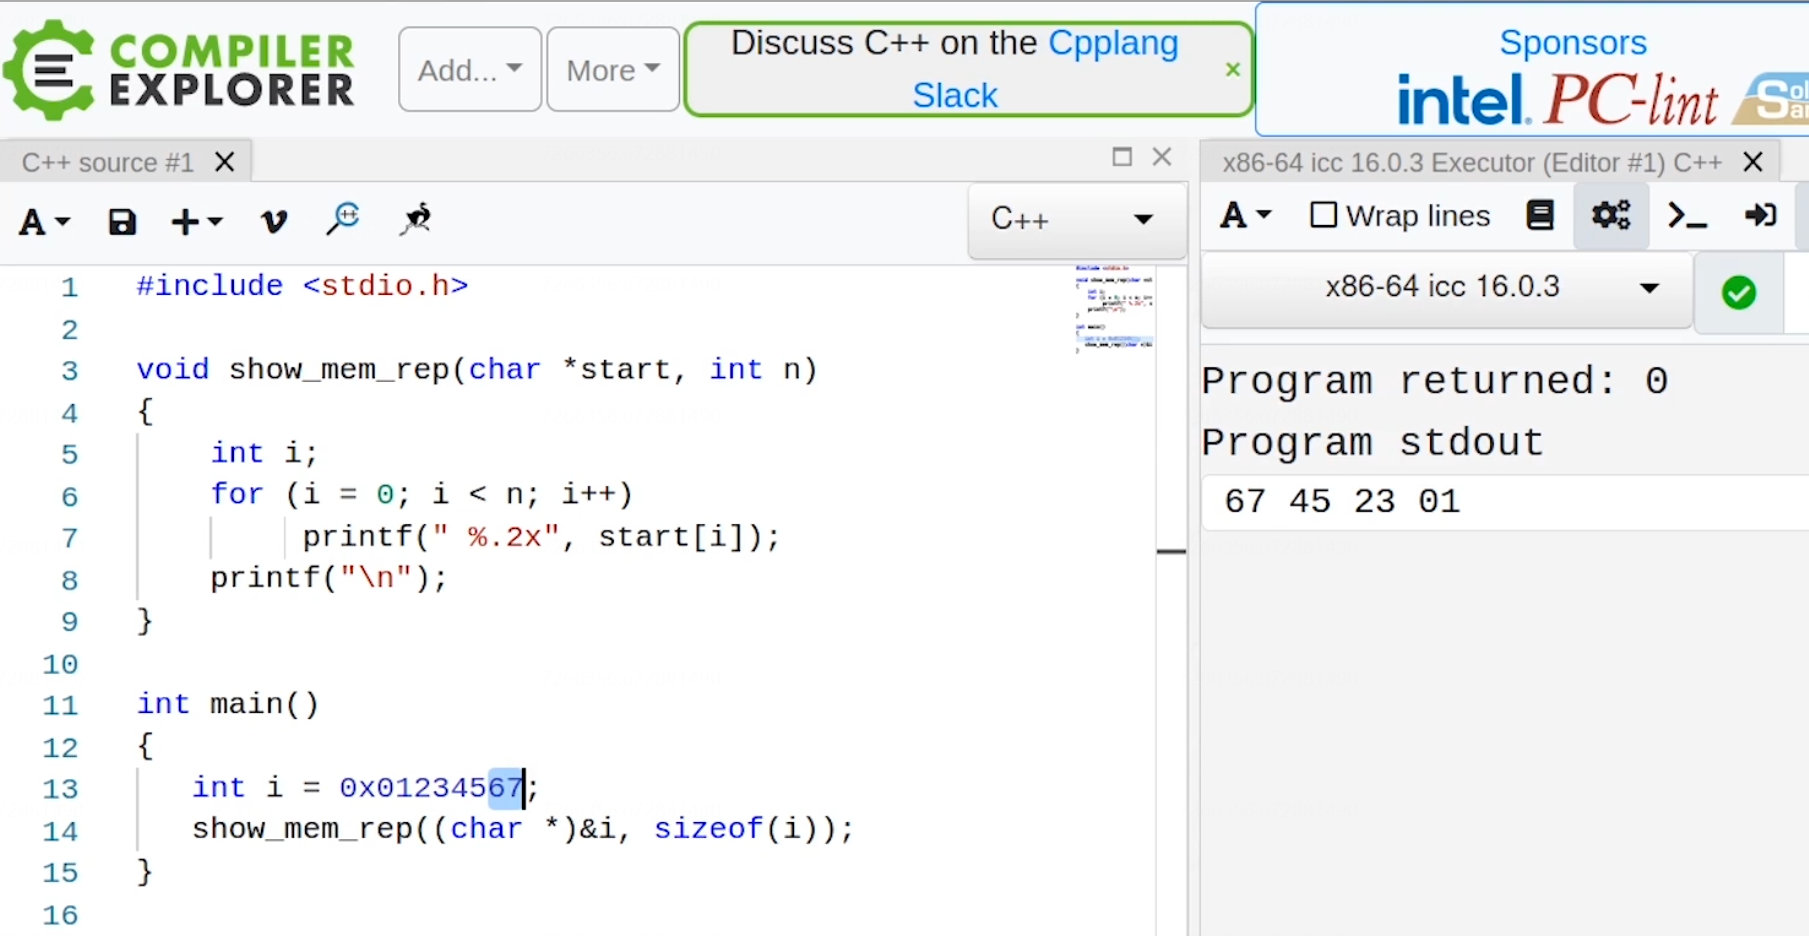 COMPILER
EXPLORER
Add...
More
Discuss C++ on the Cpplang
Slack
×
Sponsors
intel. PC-lint
C++ source #1
x86-64 icc 16.0.3 Executor (Editor #1) C++
A
C++
A
Wrap lines
x86-64 icc 16.0.3
1 #include <stdio.h>
2
3 void show_mem_rep(char *start, int n)
4 {
5 int i;
6 for (i = 0; i < n; i++)
7 printf(" %.2x", start[i]);
8 printf("\n");
9 }
10
11 int main()
12 {
13 int i = 0x01234567;
14 show_mem_rep((char *)&i, sizeof(i));
15 }
16
Program returned: 0
Program stdout
67 45 23 01